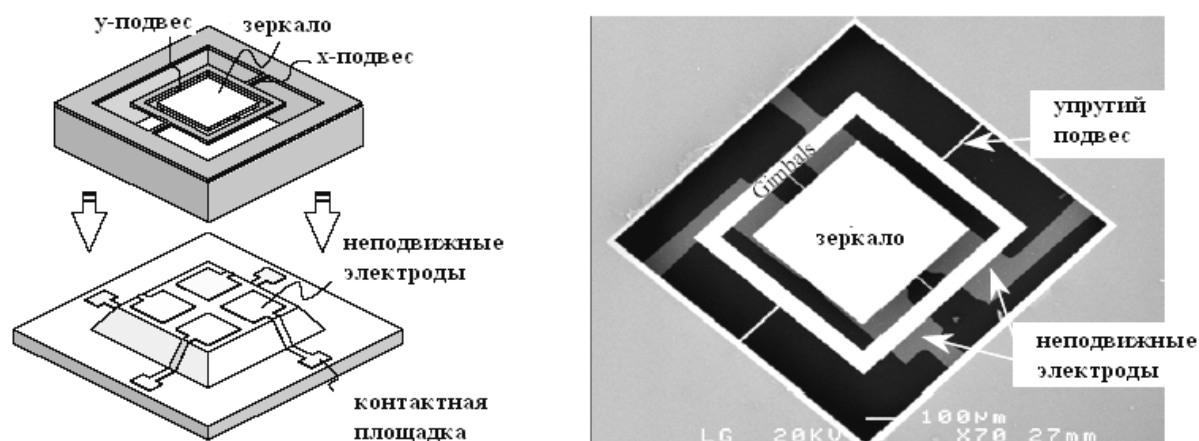 у-подвес
зеркало
х-подвес
неподвижные
электроды
контактная
площадка
упругий
подвес
Gimbals
зеркало
неподвижные
электроды
100µm
LG 20KV X70 27mm